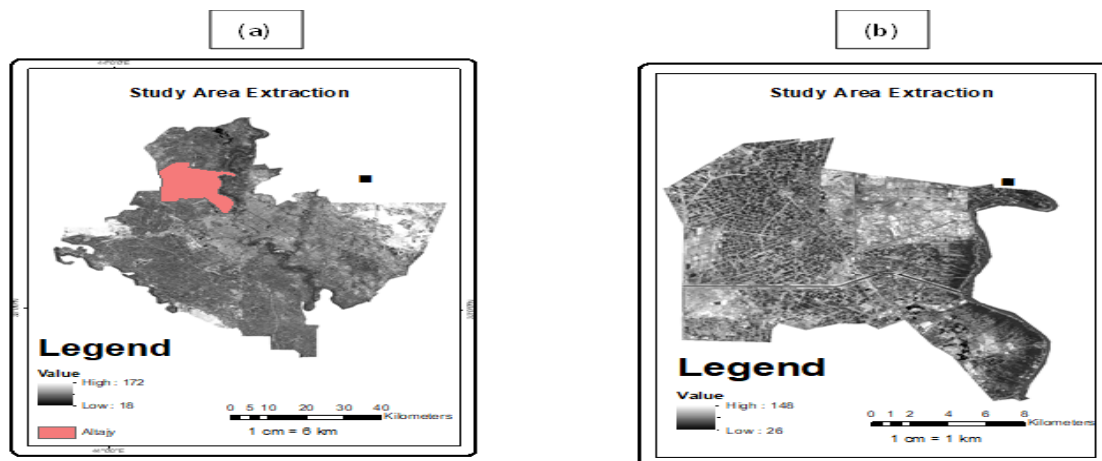 (a)
Study Area Extraction
Legend
Value
High : 172
Low : 18
Altajy
0 5 10 20 30 40
Kilometers
1 cm = 6 km
(b)
Study Area Extraction
Legend
Value
High : 148
Low : 26
0 1 2 4 6 8
Kilometers
1 cm = 1 km